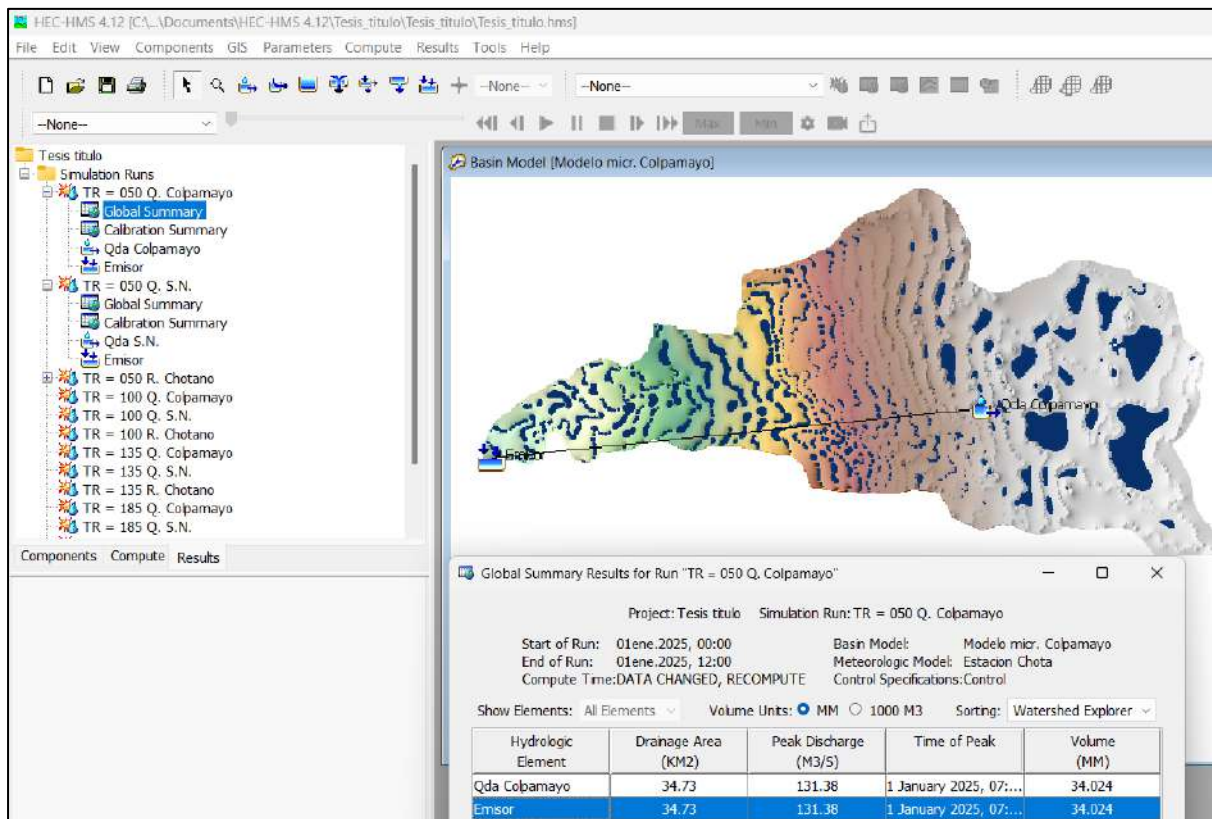 HEC-HMS 4.12 [C:\...\Documents\HEC-HMS 4.12\Tesis_titulo\Tesis_titulo\Tesis_titulo.hms]
File Edit View Components GIS Parameters Compute Results Tools Help
--None-- --None--
--None-- Max Min
Tesis titulo
Simulation Runs
TR = 050 Q. Colpamayo
Global Summary
Calibration Summary
Qda Colpamayo
Emisor
TR = 050 Q. S.N.
Global Summary
Calibration Summary
Qda S.N.
Emisor
TR = 050 R. Chotano
TR = 100 Q. Colpamayo
TR = 100 Q. S.N.
TR = 100 R. Chotano
TR = 135 Q. Colpamayo
TR = 135 Q. S.N.
TR = 135 R. Chotano
TR = 185 Q. Colpamayo
TR = 185 Q. S.N.
Components Compute Results
Basin Model [Modelo micr. Colpamayo]
Qda Colpamayo
Emisor
Global Summary Results for Run "TR = 050 Q. Colpamayo"
Project: Tesis titulo Simulation Run: TR = 050 Q. Colpamayo
Start of Run: 01ene.2025, 00:00 Basin Model: Modelo micr. Colpamayo
End of Run: 01ene.2025, 12:00 Meteorologic Model: Estacion Chota
Compute Time:DATA CHANGED, RECOMPUTE Control Specifications:Control
Show Elements: All Elements Volume Units: MM 1000 M3 Sorting: Watershed Explorer
Hydrologic Drainage Area Peak Discharge Time of Peak Volume
Element (KM2) (M3/S) (MM)
Qda Colpamayo 34.73 131.38 1 January 2025, 07:... 34.024
Emisor 34.73 131.38 1 January 2025, 07:... 34.024